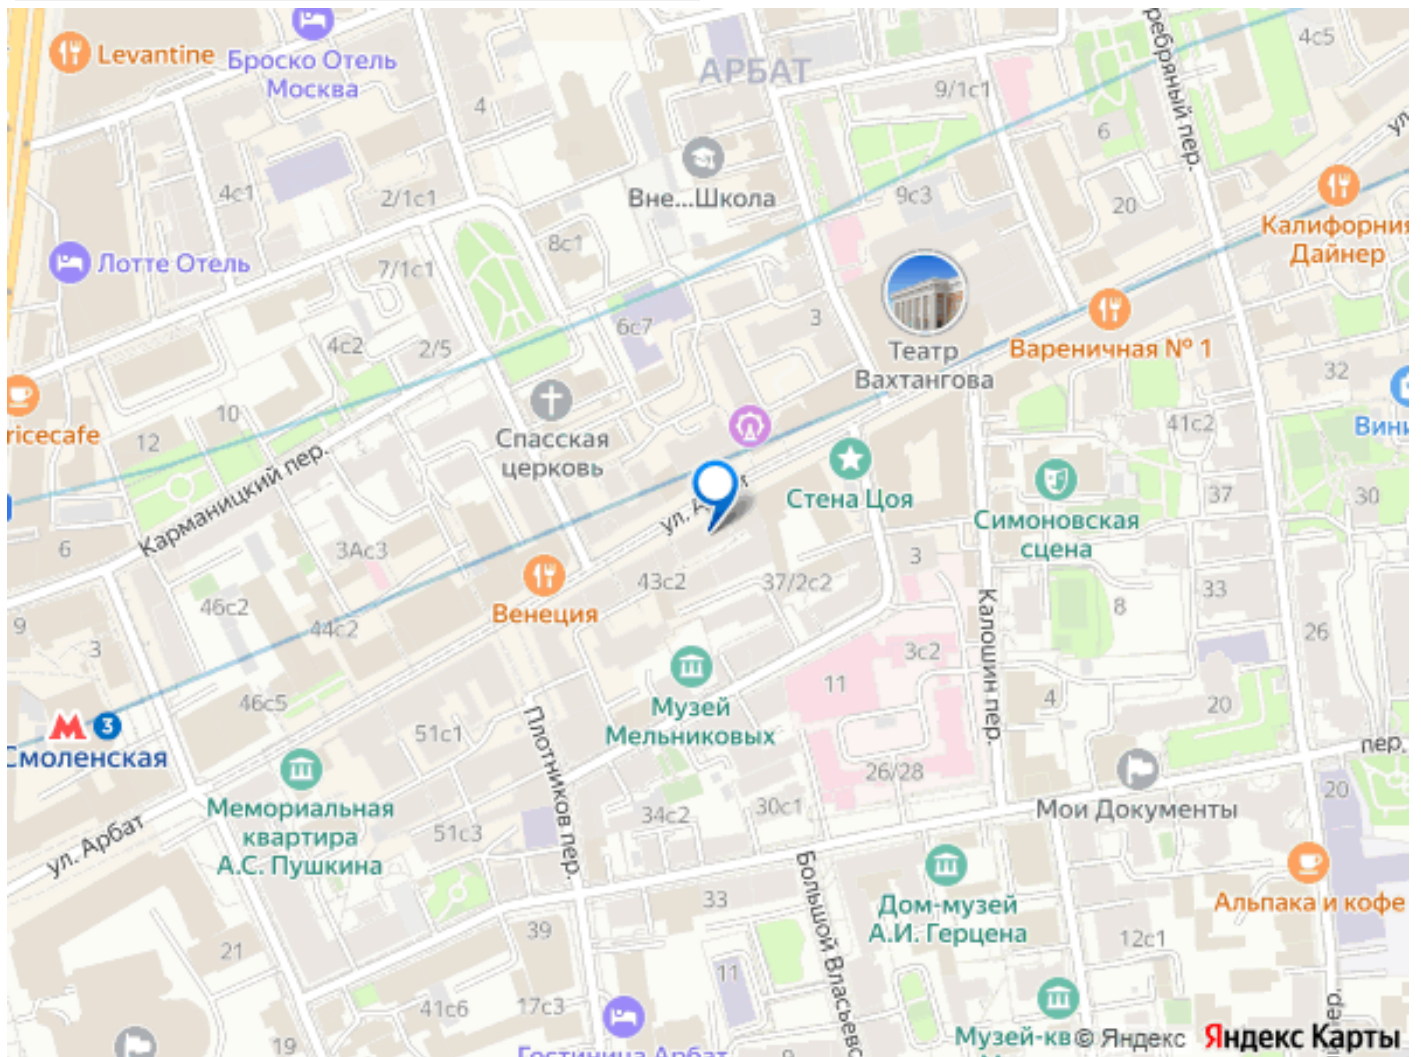 Levantine
Броско Отель
Москва
АРБАТ
4с5
9/1с1
4
6
ул.
Вне...Школа
4с1
2/1с1
9с3
20
Калифорния
Дайнер
8с1
Лотте Отель
7/1с1
6с7
3
4с2
2/5
Театр
Вахтангова
Вареничная № 1
32
10
12
ricecafe
Спасская
церковь
41с2
Карманицкий пер.
Стена Цоя
37
30
Симоновская
сцена
6
3Ас3
3
43с2
37/2с2
33
Венеция
46с2
44с2
8
Калошин пер.
9
3
26
3с2
11
46с5
Музей
Мельниковых
4
20
3
Смоленская
51с1
Плотников пер.
пер.
26/28
Мемориальная
квартира
А.С. Пушкина
34с2
30с1
Мои Документы
20
ул. Арбат
51с3
33
Дом-музей
А.И. Герцена
Альпака и кофе
39
12с1
21
11
41с6
17с3
19
Гостиница Арбат
© Яндекс
Яндекс Карты